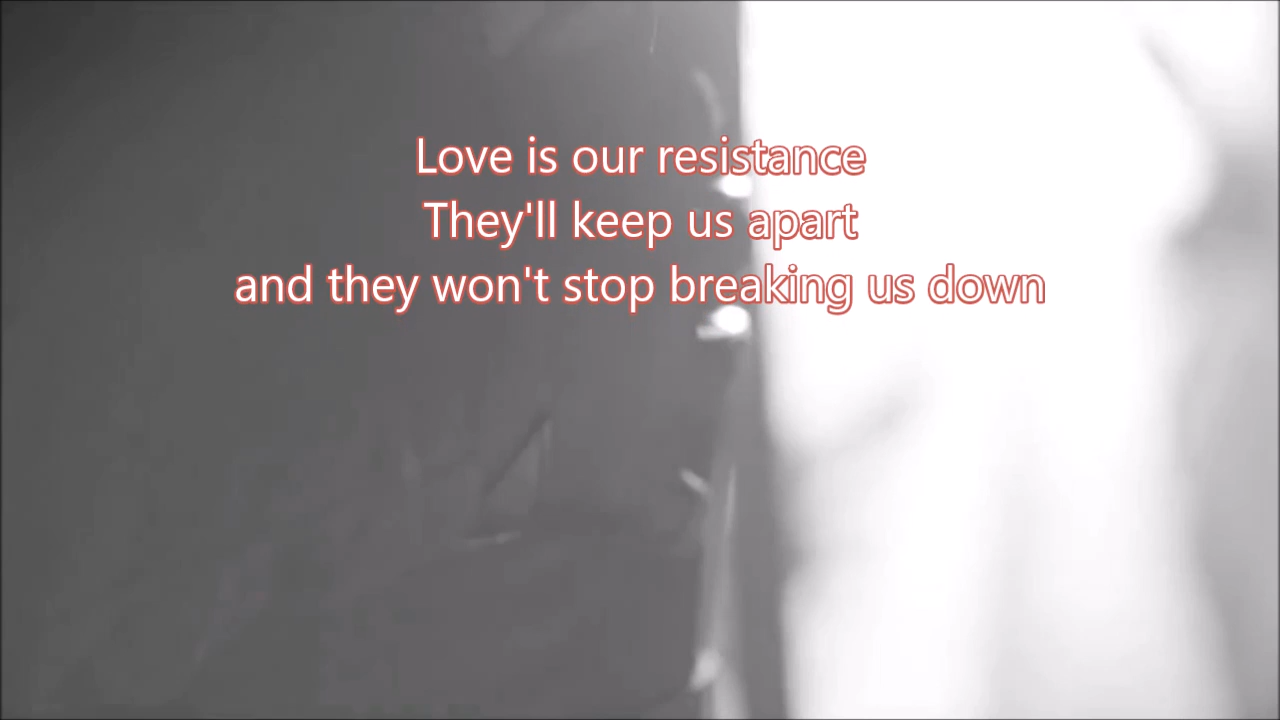 Love is our resistance
They'll keep us apart
and they won't stop breaking us down